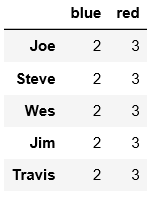 blue red
Joe 2 3
Steve 2 3
Wes 2 3
Jim 2 3
Travis 2 3